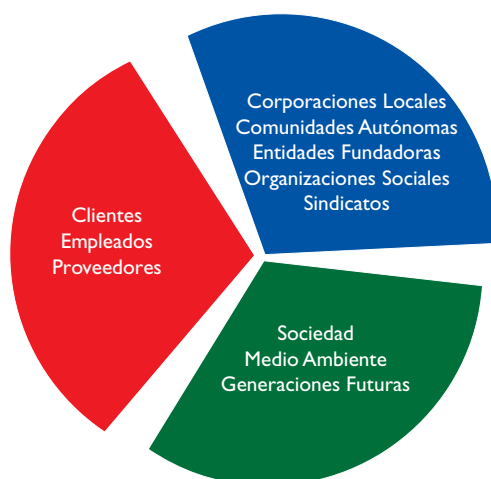 Corporaciones Locales
Comunidades Autónomas
Entidades Fundadoras
Organizaciones Sociales
Sindicatos
Clientes
Empleados
Proveedores
Sociedad
Medio Ambiente
Generaciones Futuras